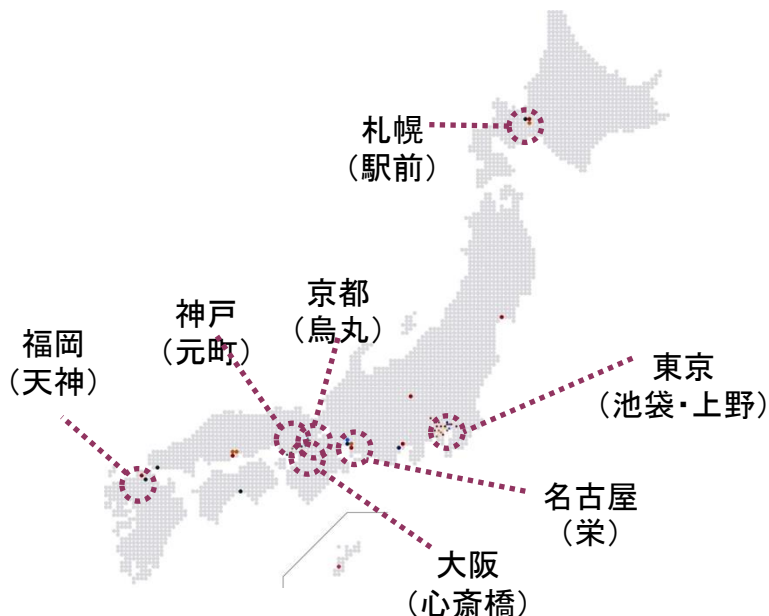 札幌
（駅前）
京都
（烏丸）
神戸
（元町）
福岡
（天神）
東京
（池袋・上野）
名古屋
（栄）
大阪
（心斎橋）